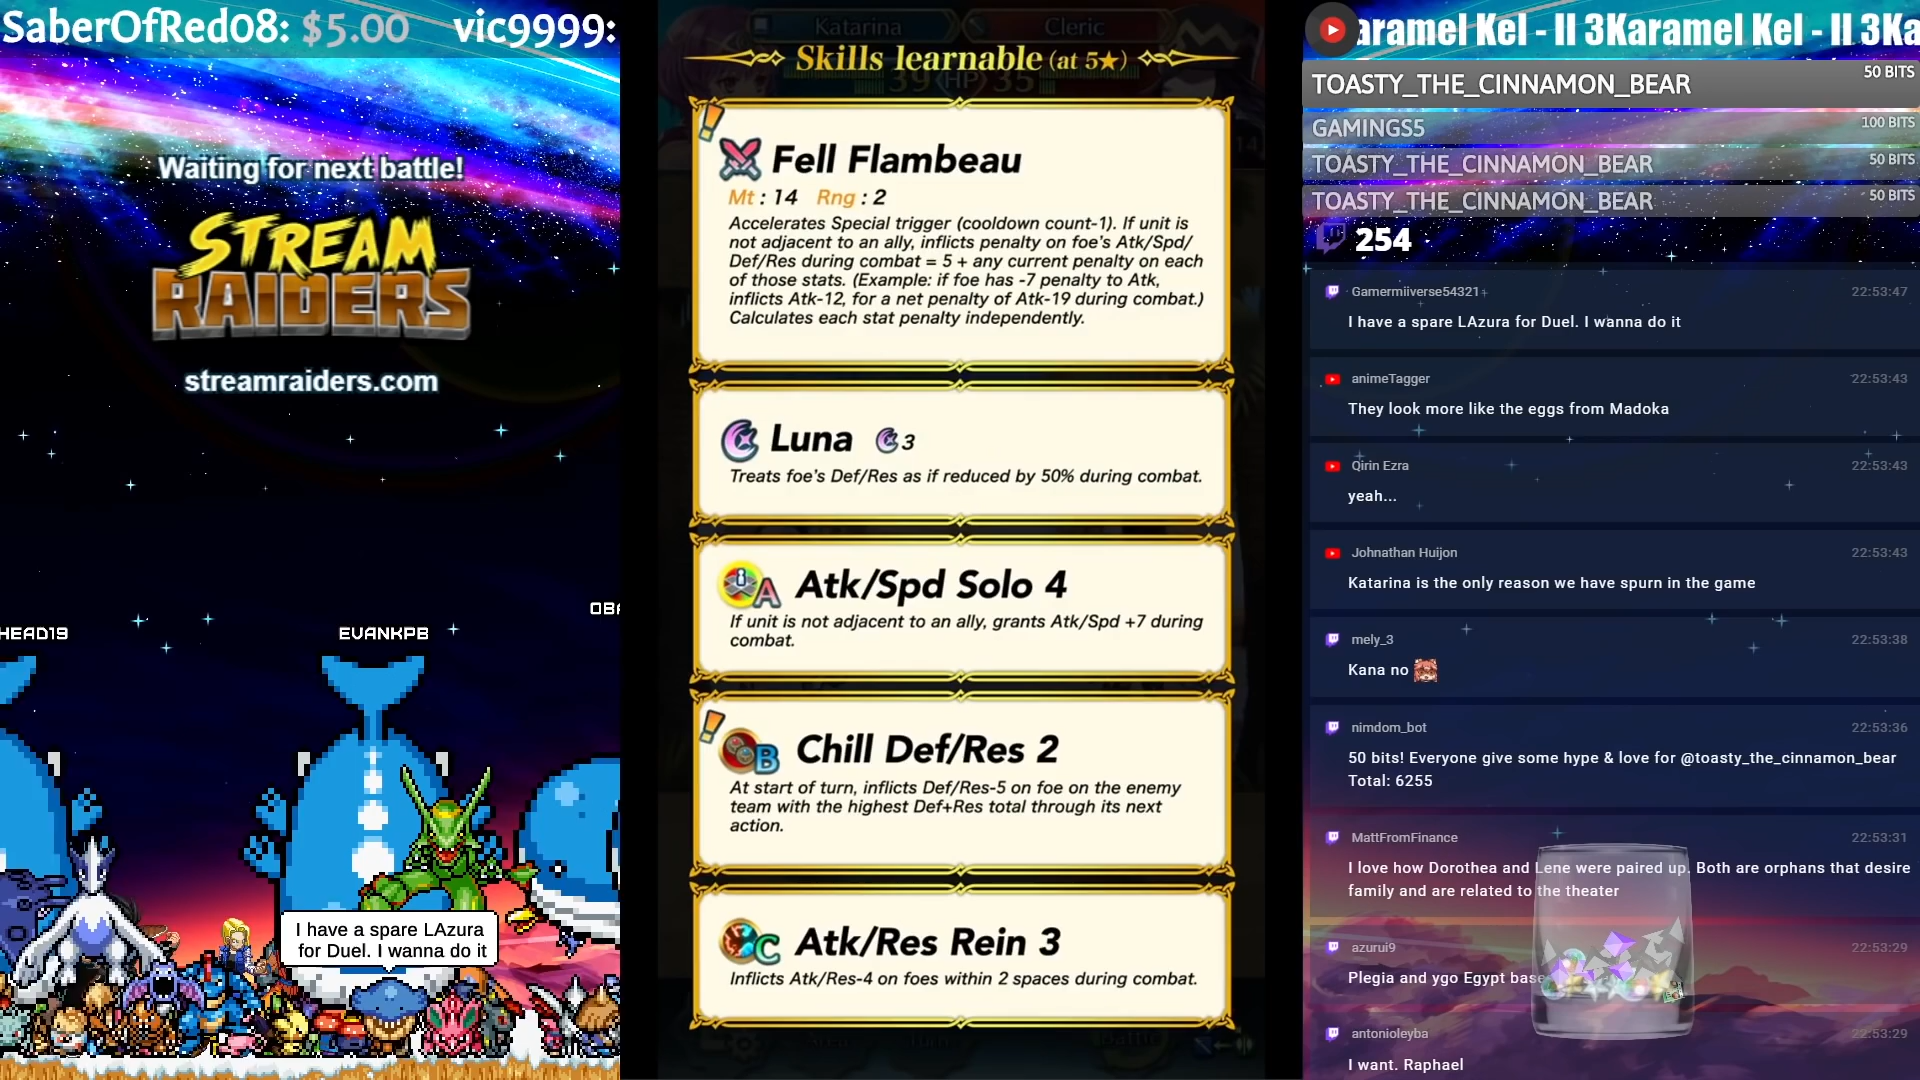 SaberOfRed08: $5.00 vic9999:
Waiting for next battle!
STREAM
RAIDERS
streamraiders.com
HEAD19
EVANKPB
OBA
I have a spare LAzura
for Duel. I wanna do it
Katarina
Cleric
39 HP 35
Skills learnable (at 5★)
Fell Flambeau
Mt : 14 Rng : 2
Accelerates Special trigger (cooldown count-1). If unit is
not adjacent to an ally, inflicts penalty on foe's Atk/Spd/
Def/Res during combat = 5 + any current penalty on each
of those stats. (Example: if foe has -7 penalty to Atk,
inflicts Atk-12, for a net penalty of Atk-19 during combat.)
Calculates each stat penalty independently.
Luna 3
Treats foe's Def/Res as if reduced by 50% during combat.
A Atk/Spd Solo 4
If unit is not adjacent to an ally, grants Atk/Spd +7 during
combat.
B Chill Def/Res 2
At start of turn, inflicts Def/Res-5 on foe on the enemy
team with the highest Def+Res total through its next
action.
C Atk/Res Rein 3
Inflicts Atk/Res-4 on foes within 2 spaces during combat.
aramel Kel - II 3Karamel Kel - II 3Ka
TOASTY_THE_CINNAMON_BEAR 50 BITS
GAMINGS5 100 BITS
TOASTY_THE_CINNAMON_BEAR 50 BITS
TOASTY_THE_CINNAMON_BEAR 50 BITS
254
Gamermiiverse54321 22:53:47
I have a spare LAzura for Duel. I wanna do it
animeTagger 22:53:43
They look more like the eggs from Madoka
Qirin Ezra 22:53:43
yeah...
Johnathan Huijon 22:53:43
Katarina is the only reason we have spurn in the game
mely_3 22:53:38
Kana no
nimdom_bot 22:53:36
50 bits! Everyone give some hype & love for @toasty_the_cinnamon_bear
Total: 6255
MattFromFinance 22:53:31
I love how Dorothea and Lene were paired up. Both are orphans that desire
family and are related to the theater
azurui9 22:53:29
Plegia and ygo Egypt base
antonioleyba 22:53:29
I want. Raphael